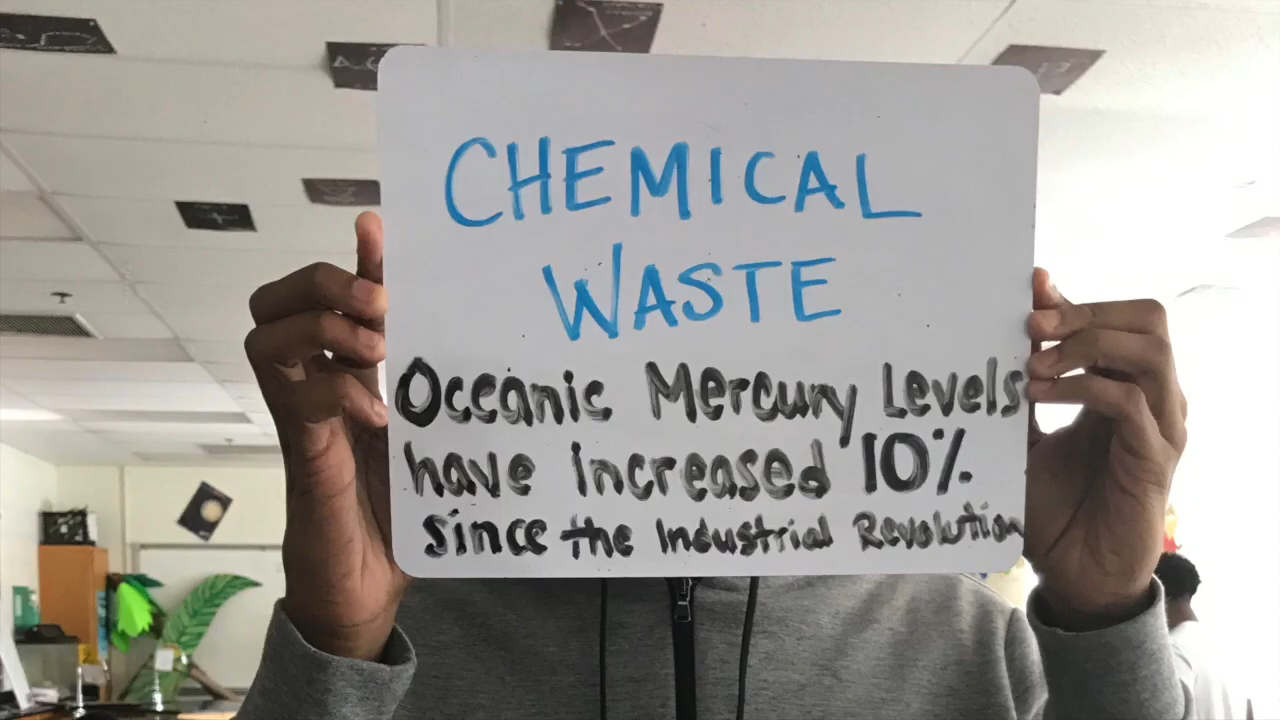 CHEMICAL
WASTE
Oceanic Mercury Levels
have increased 10%
since the Industrial Revolution